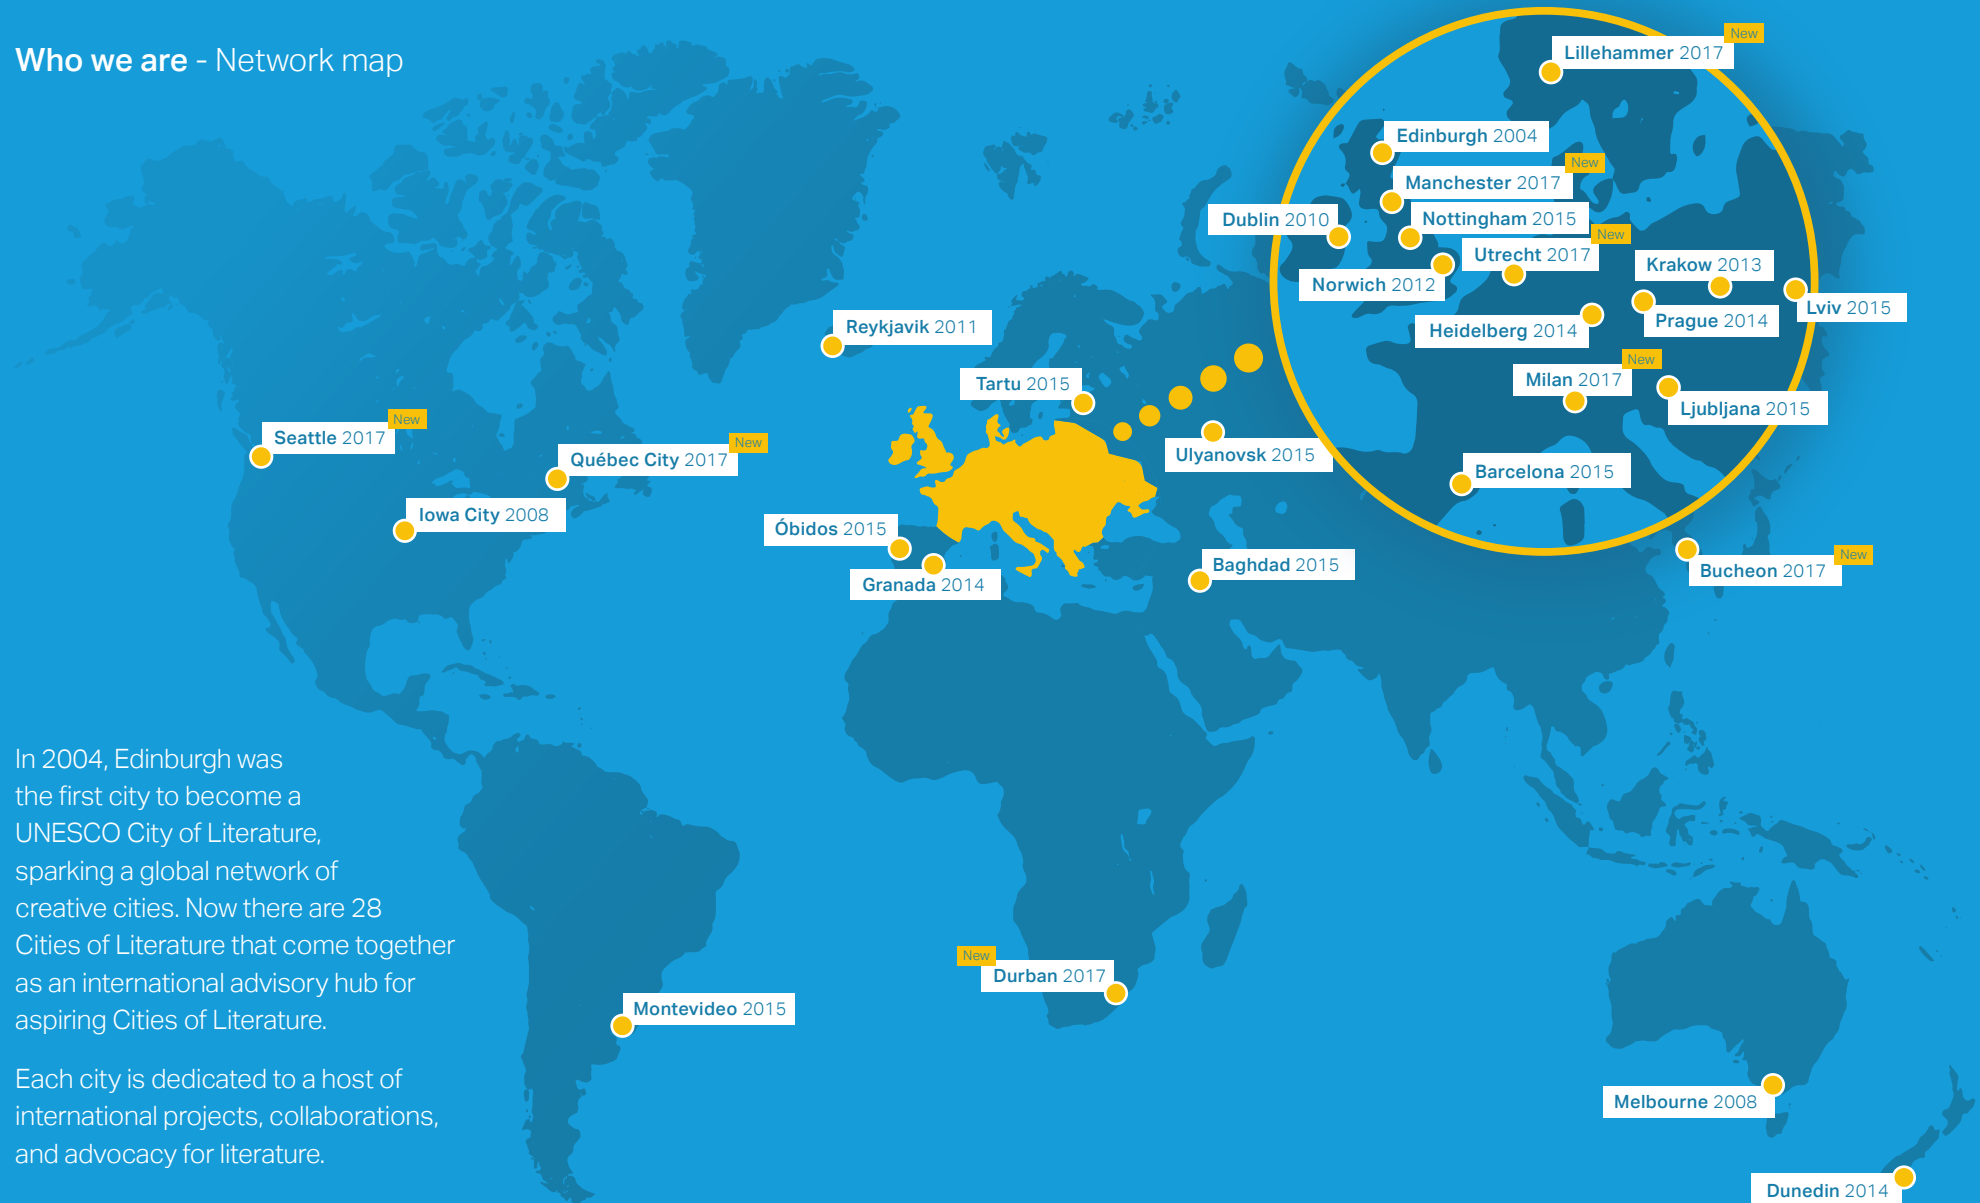 Who we are - Network map
Lillehammer 2017
New
Edinburgh 2004
Manchester 2017
New
Dublin 2010
Nottingham 2015
Utrecht 2017
New
Norwich 2012
Krakow 2013
Lviv 2015
Prague 2014
Heidelberg 2014
Milan 2017
New
Ljubljana 2015
Barcelona 2015
Reykjavik 2011
Tartu 2015
Ulyanovsk 2015
Seattle 2017
New
Québec City 2017
New
Iowa City 2008
Óbidos 2015
Granada 2014
Baghdad 2015
Bucheon 2017
New
In 2004, Edinburgh was
the first city to become a
UNESCO City of Literature,
sparking a global network of
creative cities. Now there are 28
Cities of Literature that come together
as an international advisory hub for
aspiring Cities of Literature.
Each city is dedicated to a host of
international projects, collaborations,
and advocacy for literature.
New
Durban 2017
Montevideo 2015
Melbourne 2008
Dunedin 2014